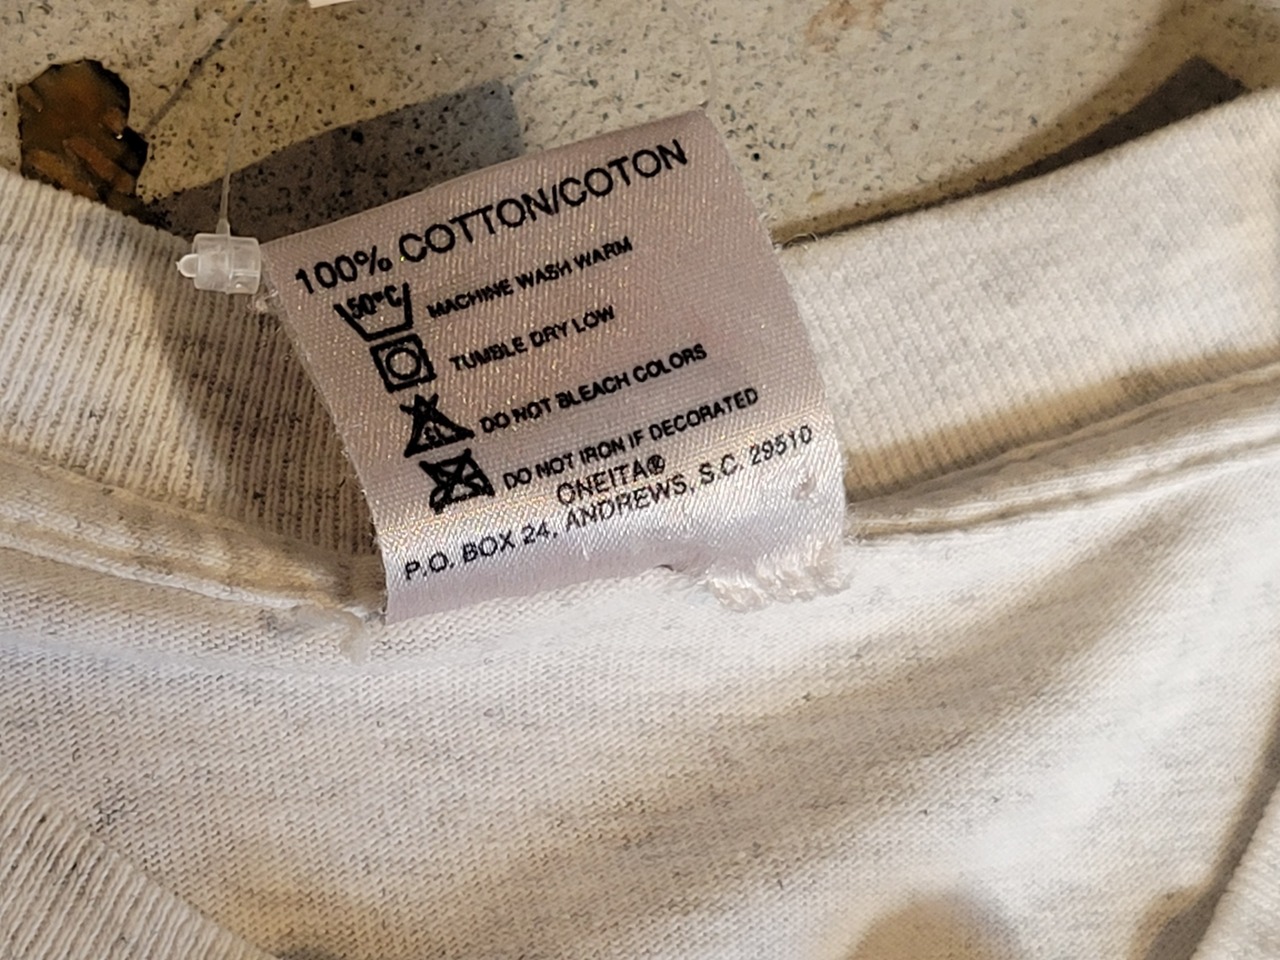 100% COTTON/COTON
50°C MACHINE WASH WARM
TUMBLE DRY LOW
CL DO NOT BLEACH COLORS
DO NOT IRON IF DECORATED
ONEITA®
P.O. BOX 24, ANDREWS, S.C. 29510